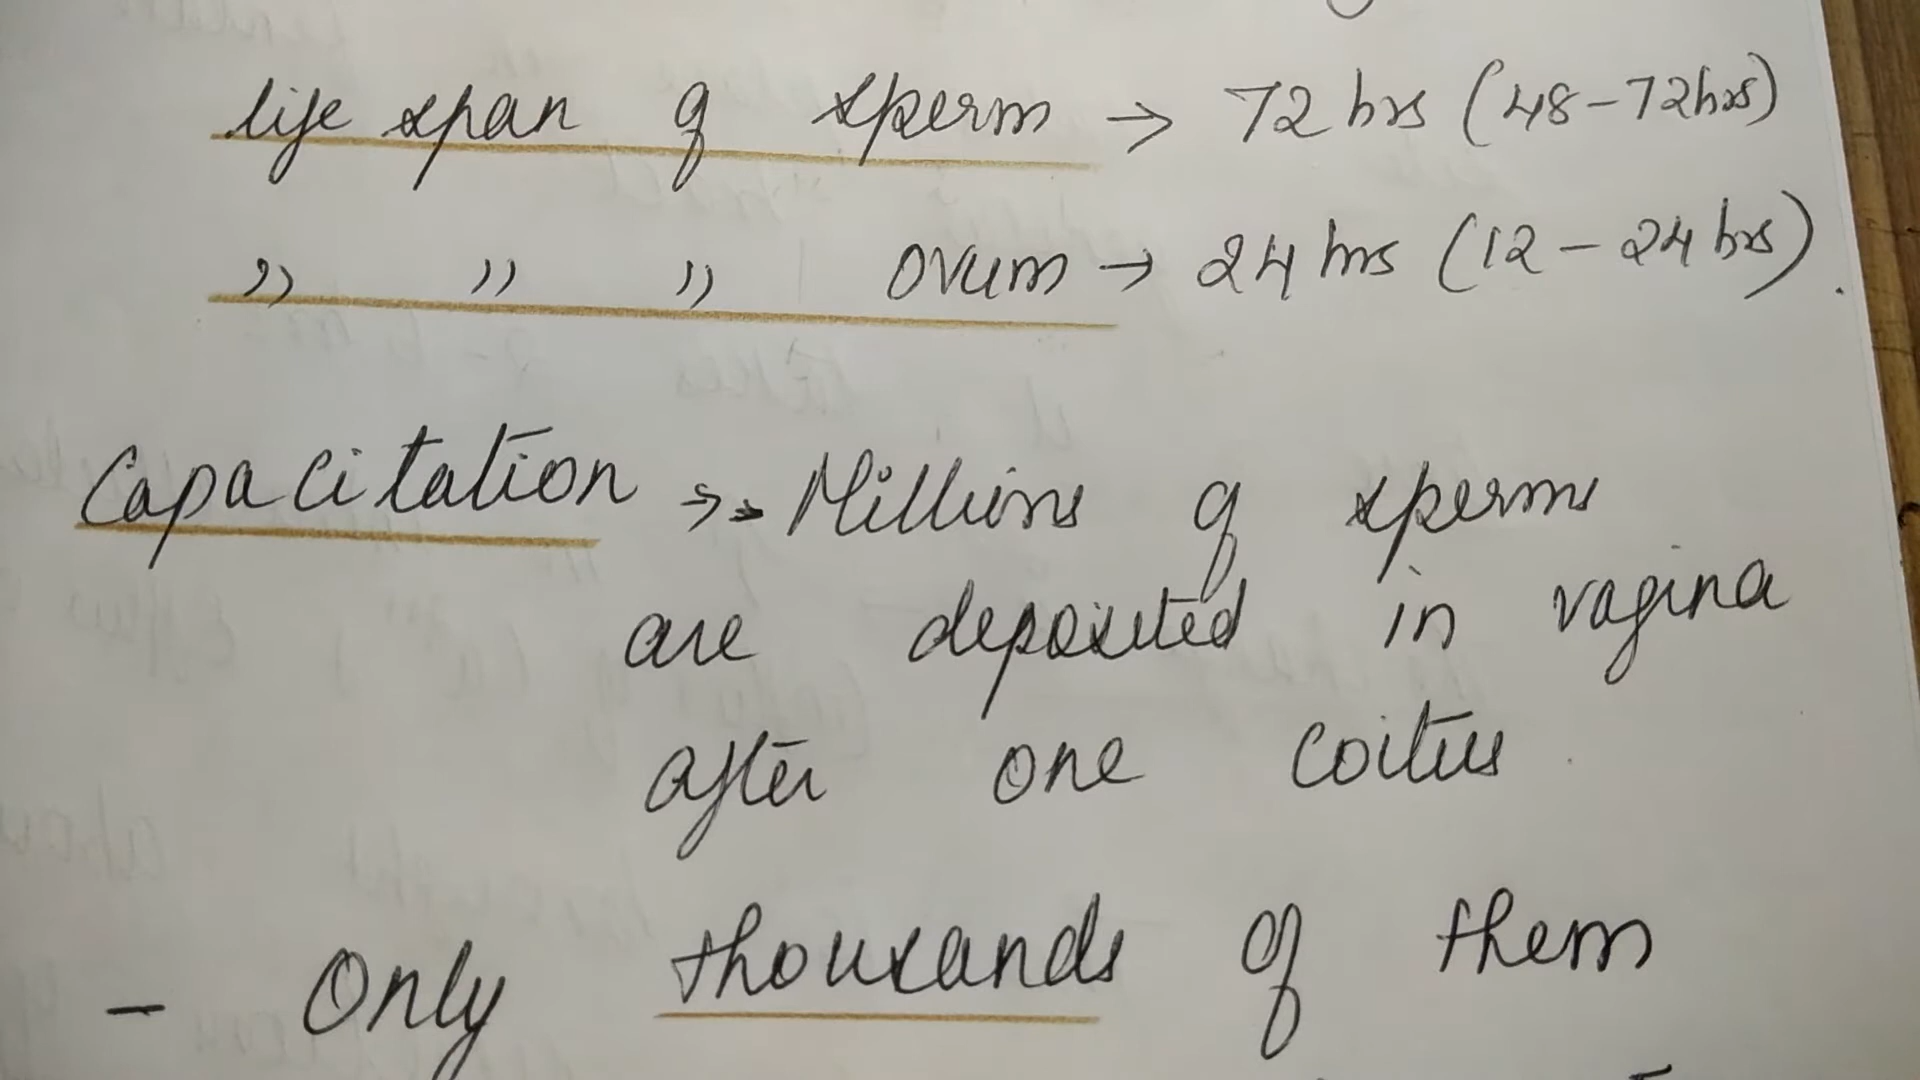 life span of sperm → 72 hrs (48-72hrs)
" " " ovum → 24 hrs (12-24 hrs).
Capacitation →→ Millions of sperms
are deposited in vagina
after one coitus
- Only thousands of them